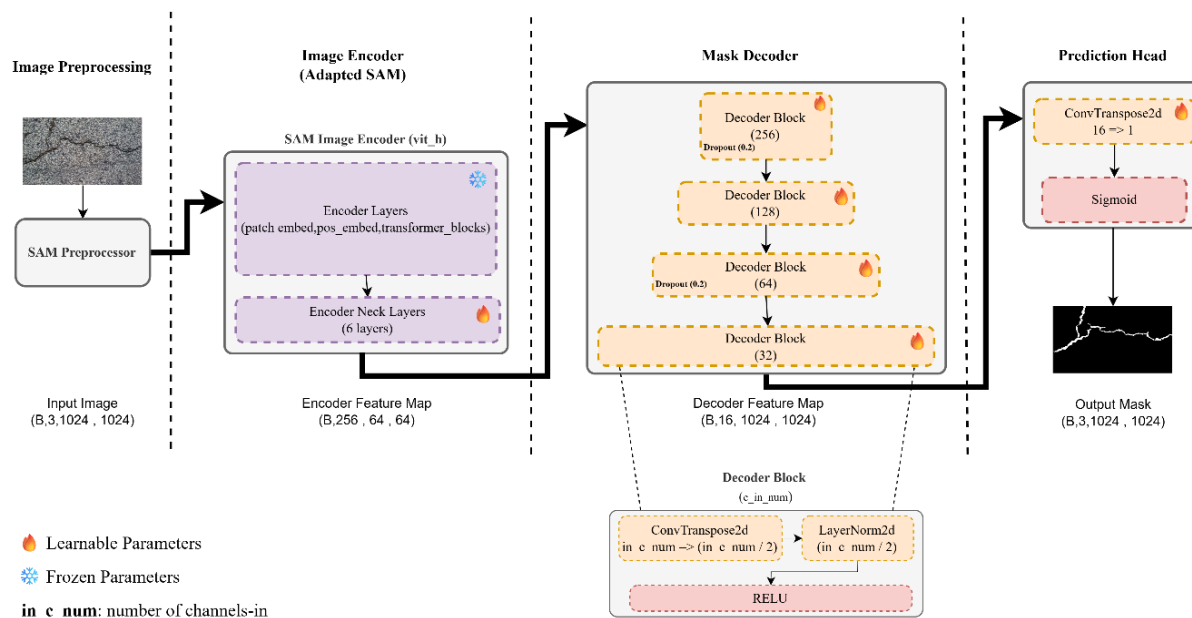 Image Preprocessing
SAM Preprocessor
Input Image
(B,3,1024 , 1024)
Image Encoder
(Adapted SAM)
SAM Image Encoder (vit_h)
Encoder Layers
(patch embed,pos_embed,transformer_blocks)
Encoder Neck Layers
(6 layers)
Encoder Feature Map
(B,256 , 64 , 64)
Mask Decoder
Decoder Block
(256)
Dropout (0.2)
Decoder Block
(128)
Decoder Block
(64)
Dropout (0.2)
Decoder Block
(32)
Decoder Feature Map
(B,16, 1024 , 1024)
Prediction Head
ConvTranspose2d
16 => 1
Sigmoid
Output Mask
(B,3,1024 , 1024)
Decoder Block
(c_in_num)
ConvTranspose2d
in_c_num –> (in_c_num / 2)
LayerNorm2d
(in_c_num / 2)
RELU
Learnable Parameters
Frozen Parameters
in_c_num: number of channels-in